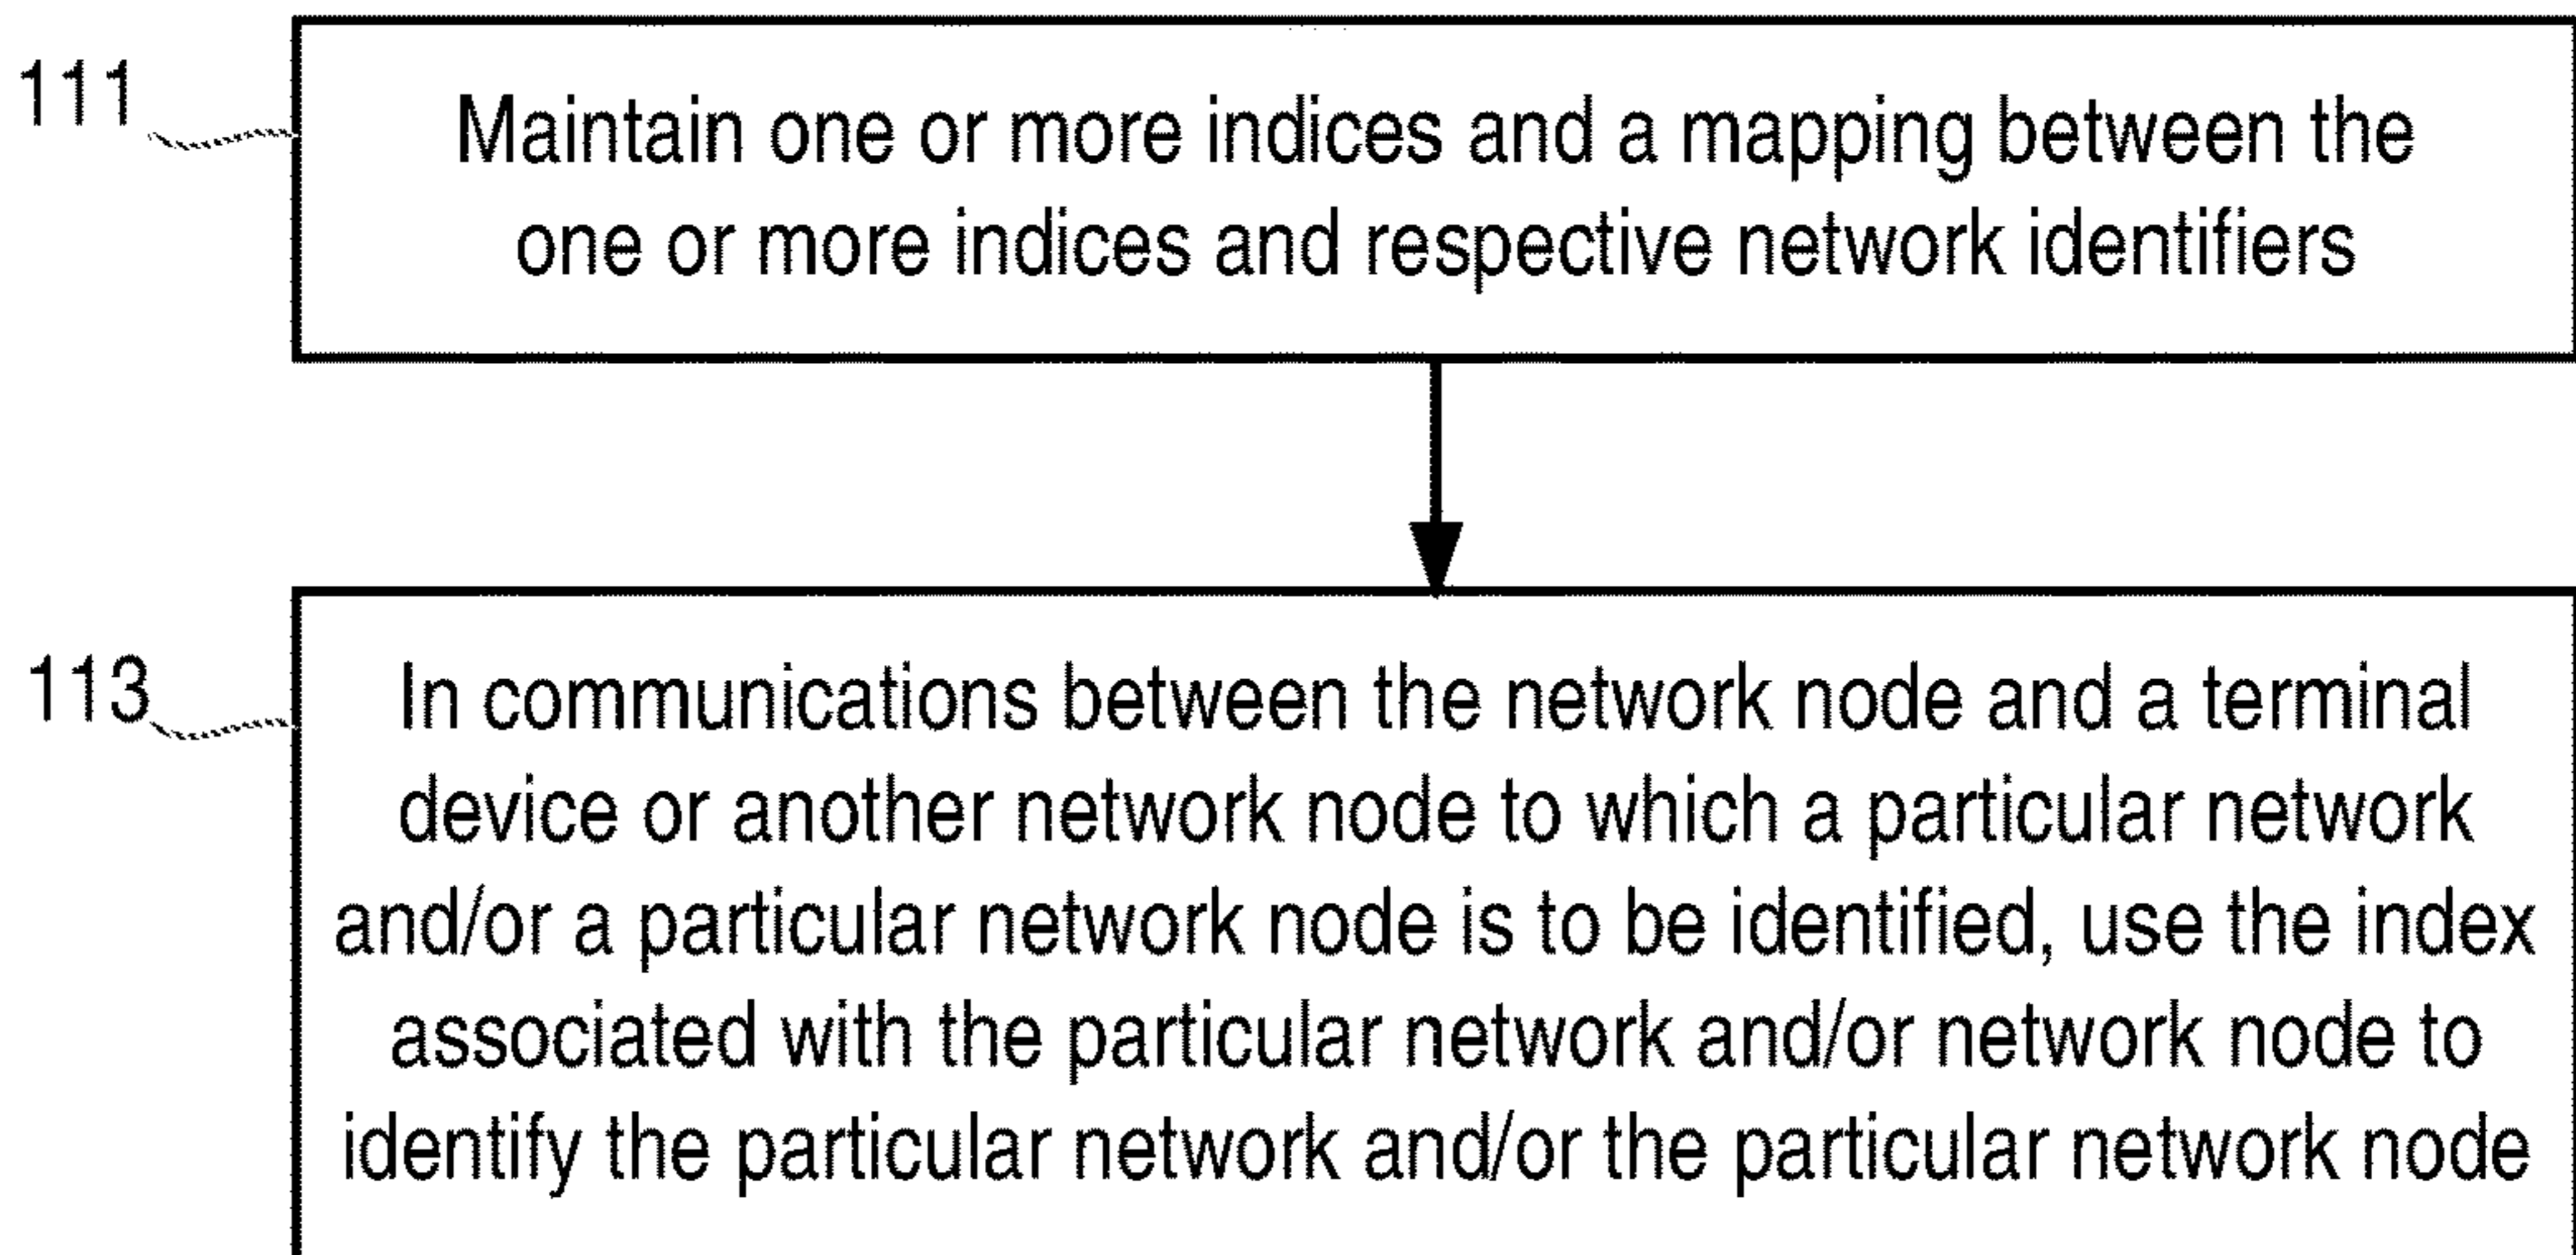 111
Maintain one or more indices and a mapping between the
one or more indices and respective network identifiers
113
In communications between the network node and a terminal
device or another network node to which a particular network
and/or a particular network node is to be identified, use the index
associated with the particular network and/or network node to
identify the particular network and/or the particular network node